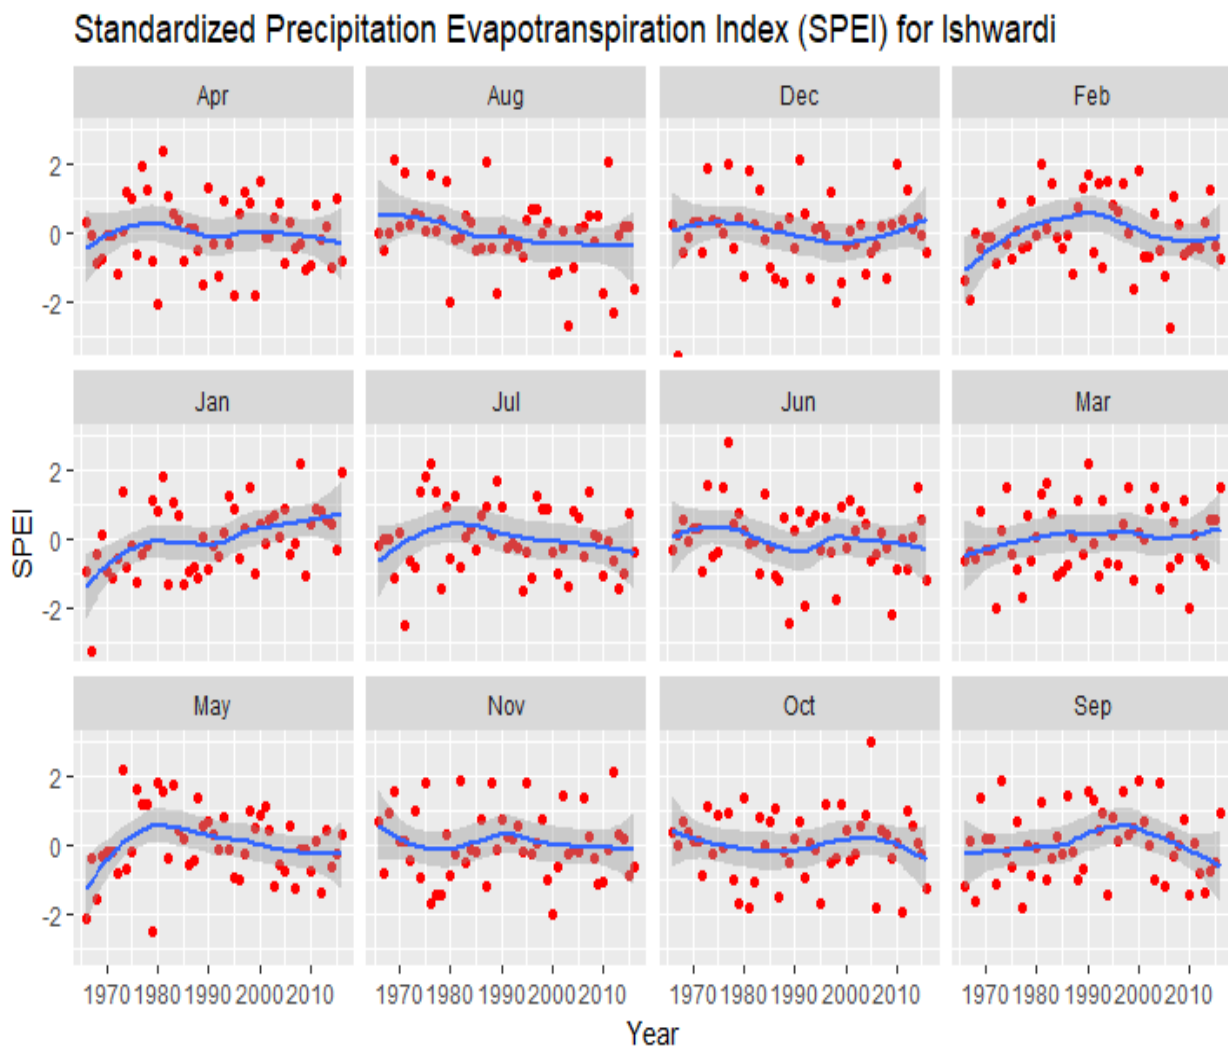 Standardized Precipitation Evapotranspiration Index (SPEI) for Ishwardi
Apr Aug Dec Feb
2
0
-2
Jan Jul Jun Mar
2
0
-2
SPEI
May Nov Oct Sep
2
0
-2
1970 1980 1990 2000 2010 1970 1980 1990 2000 2010 1970 1980 1990 2000 2010 1970 1980 1990 2000 2010
Year